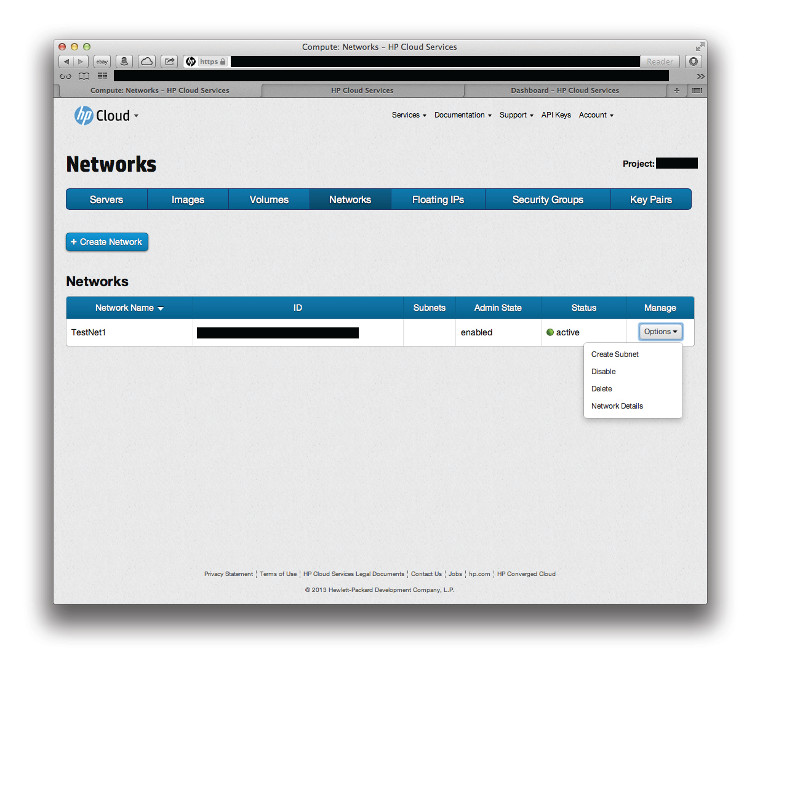 Compute: Networks – HP Cloud Services
ebay https Reader
Compute: Networks – HP Cloud Services HP Cloud Services Dashboard – HP Cloud Services +
hp Cloud Services Documentation Support API Keys Account
Networks Project:
Servers Images Volumes Networks Floating IPs Security Groups Key Pairs
+ Create Network
Networks
Network Name ID Subnets Admin State Status Manage
TestNet1 enabled active Options
Create Subnet
Disable
Delete
Network Details
Privacy Statement ¦ Terms of Use ¦ HP Cloud Services Legal Documents ¦ Contact Us ¦ Jobs ¦ hp.com ¦ HP Converged Cloud
© 2013 Hewlett-Packard Development Company, L.P.